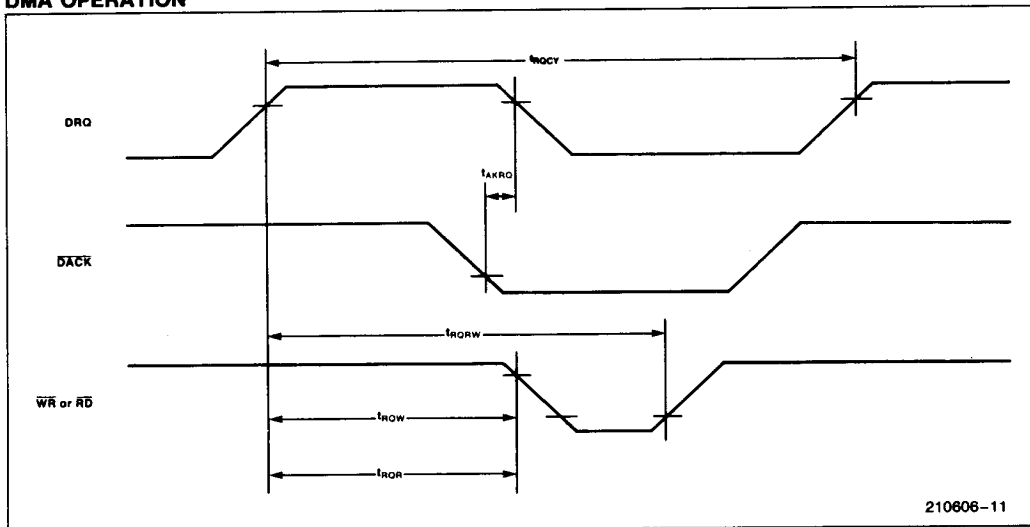 DMA OPERATION
tRQCY
DRQ
tAKRQ
DACK
tRQRW
WR or RD
tRQW
tRQR
210606-11